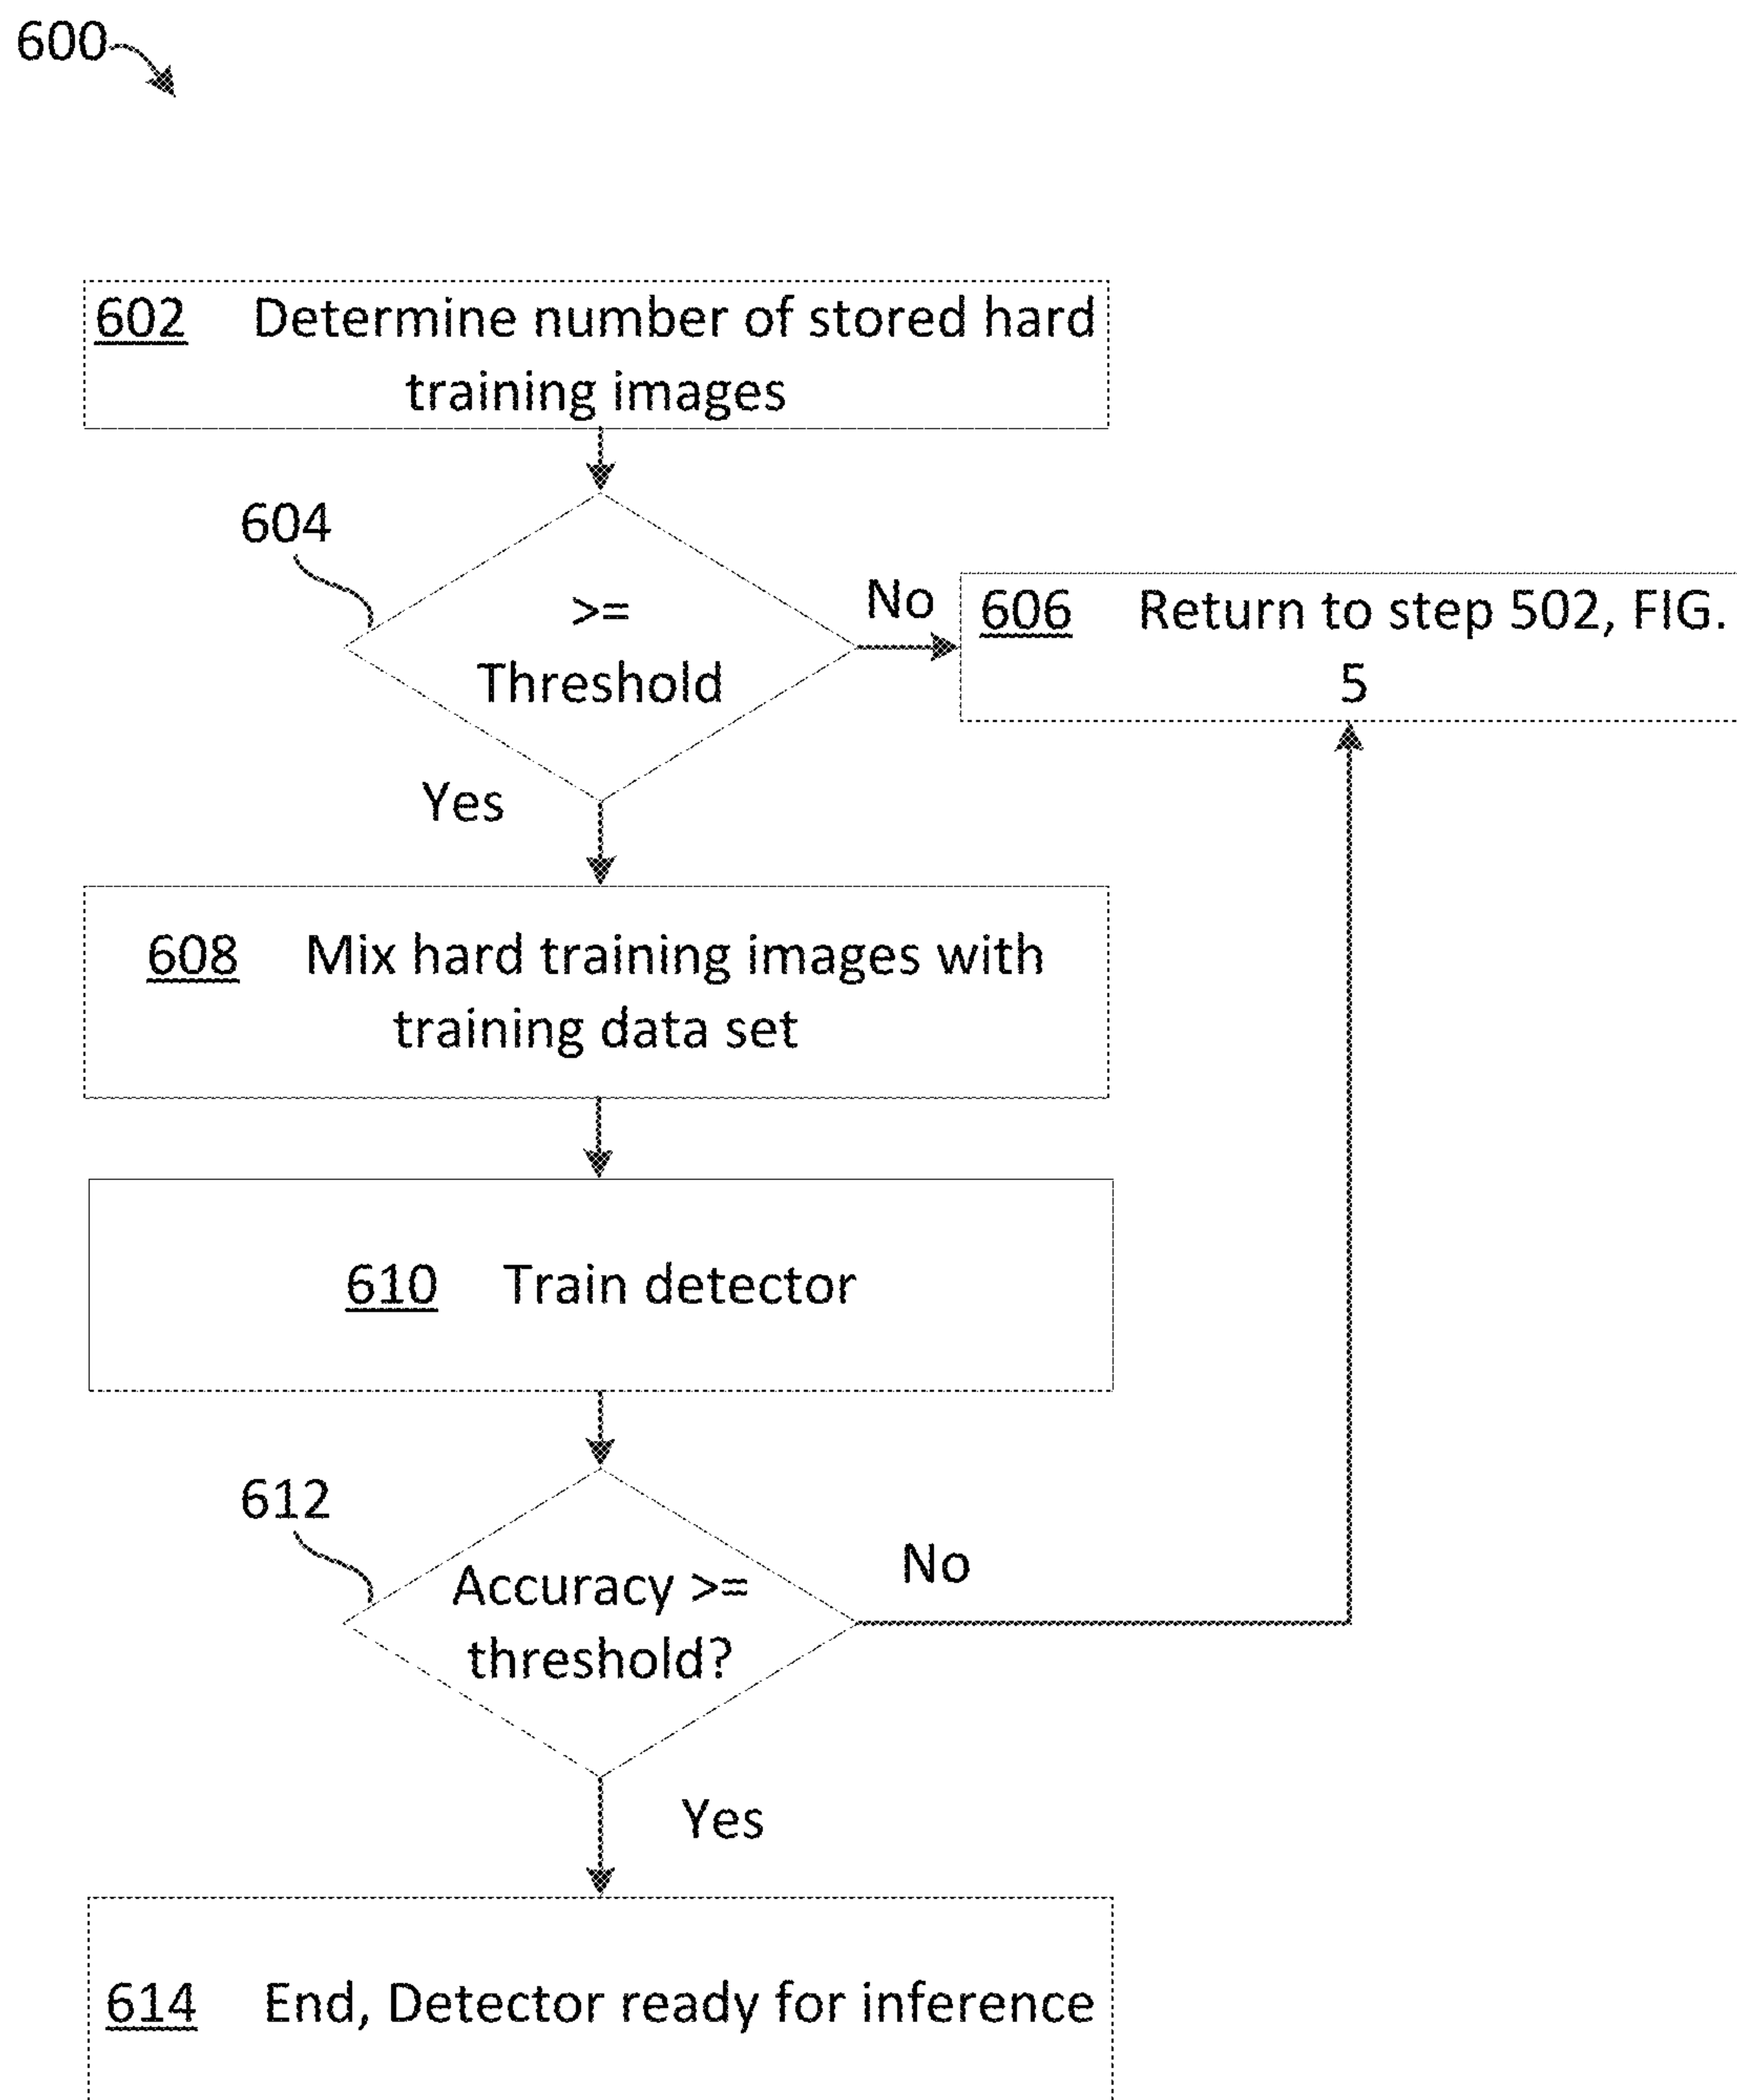 600
602 Determine number of stored hard
training images
604
>=
Threshold
No
606 Return to step 502, FIG.
5
Yes
608 Mix hard training images with
training data set
610 Train detector
612
Accuracy >=
threshold?
No
Yes
614 End, Detector ready for inference